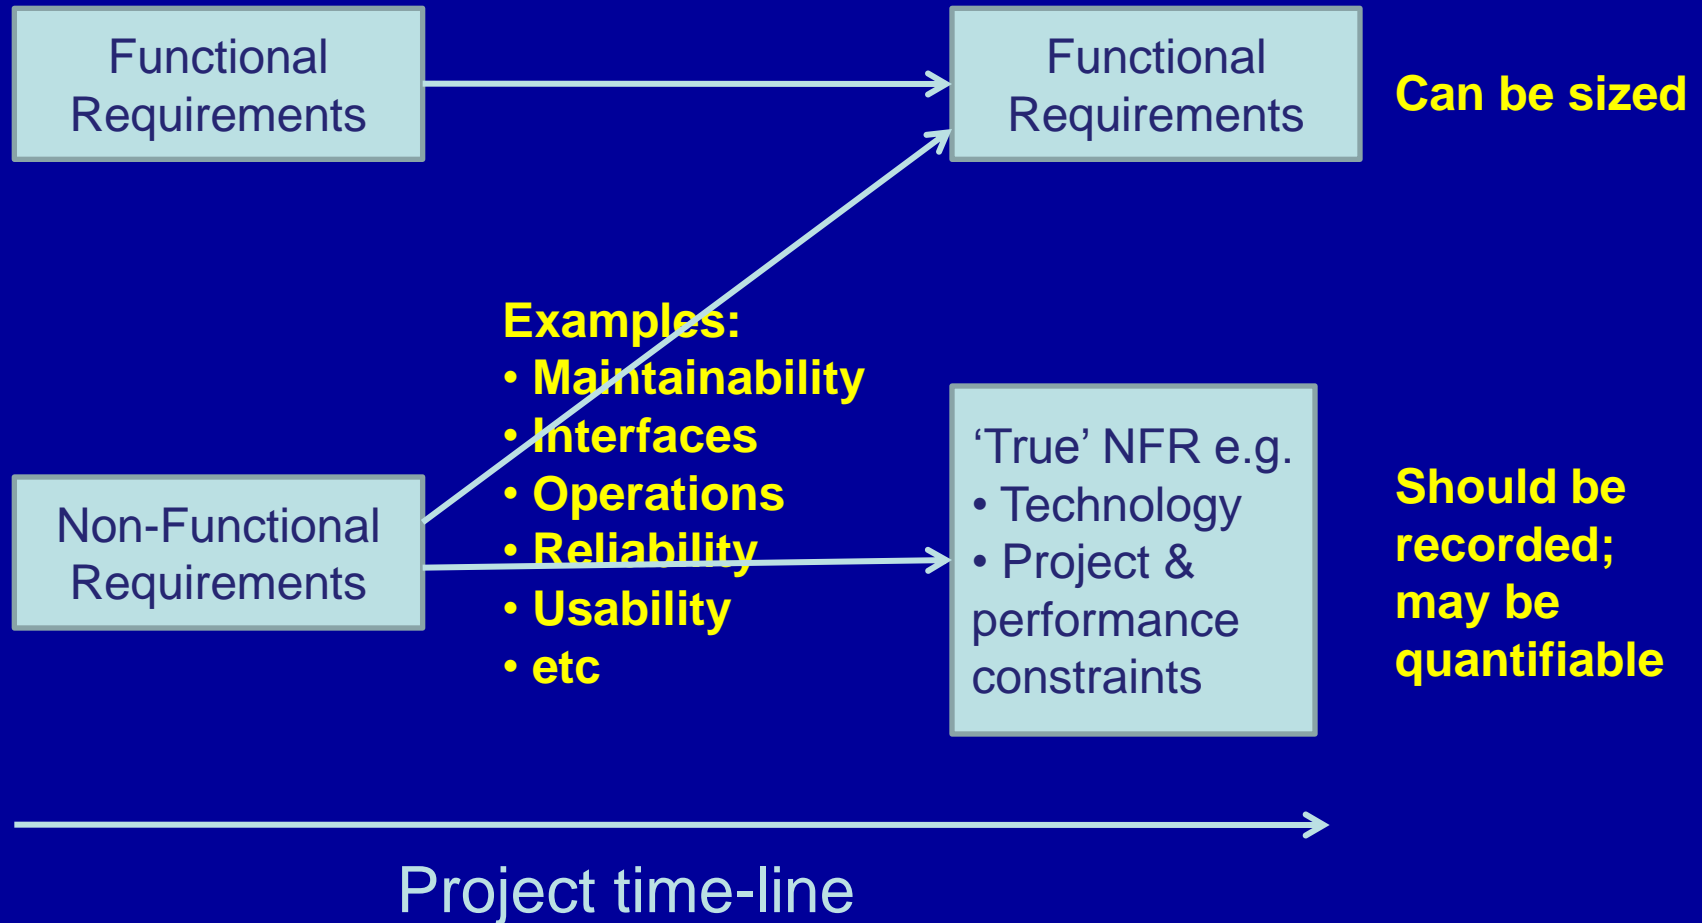 Functional
Requirements
Functional
Requirements
Can be sized
Examples:
• Maintainability
• Interfaces
• Operations
• Reliability
• Usability
• etc
Non-Functional
Requirements
‘True’ NFR e.g.
• Technology
• Project &
performance
constraints
Should be
recorded;
may be
quantifiable
Project time-line